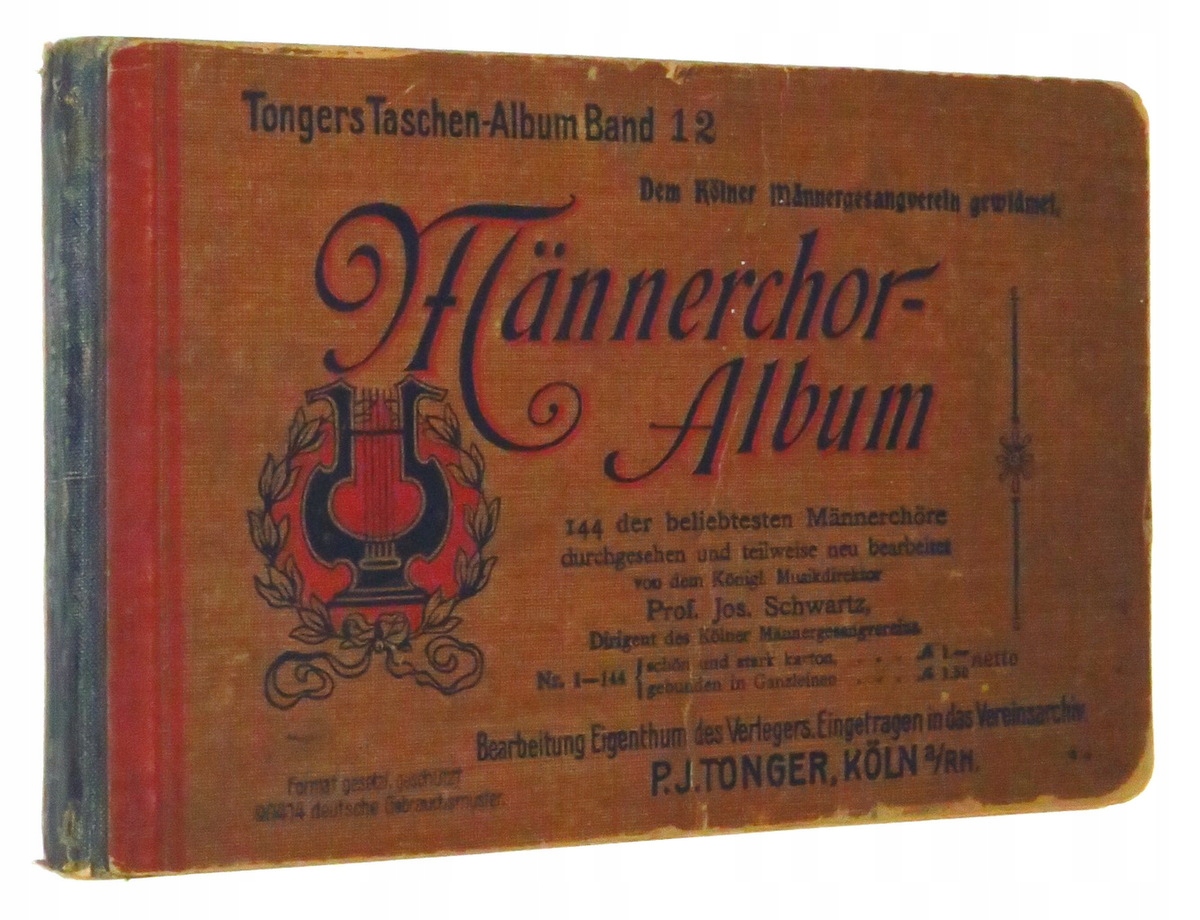 Tongers Taschen-Album Band 12
Dem Kölner Männergesangverein gewidmet.
Männerchor-
Album
144 der beliebtesten Männerchöre
durchgesehen und teilweise neu bearbeitet
von dem Königl. Musikdirektor
Prof. Jos. Schwartz,
Dirigent des Kölner Männergesangvereins
Nr. 1—144 { schön und stark karton. . . . ℳ 1.— netto
gebunden in Ganzleinen . . . . ℳ 1.50
Bearbeitung Eigenthum des Verlegers. Eingetragen in das Vereinsarchiv
P.J. TONGER, KÖLN a/RH.
Format gesetzl. geschützt
deutsche Gebrauchsmuster.